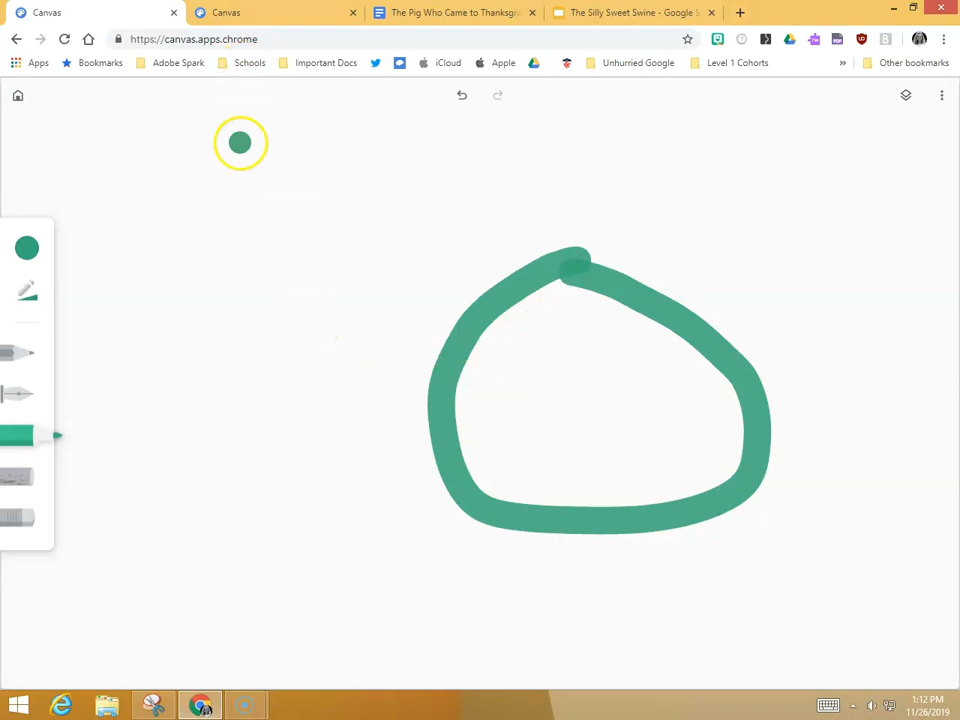 Canvas
Canvas
The Pig Who Came to Thanksgiv
The Silly Sweet Swine - Google S
https://canvas.apps.chrome
Apps
Bookmarks
Adobe Spark
Schools
Important Docs
iCloud
Apple
Unhurried Google
Level 1 Cohorts
»
Other bookmarks
1:12 PM
11/26/2019